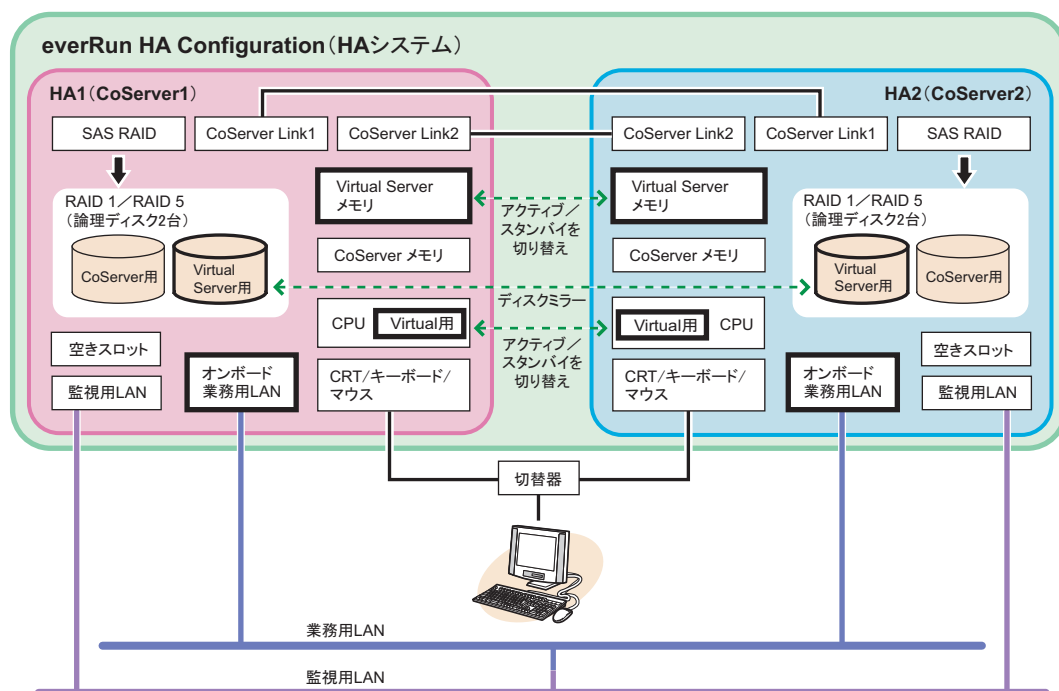 everRun HA Configuration（HAシステム）
HA1（CoServer1）
HA2（CoServer2）
SAS RAID
CoServer Link1
CoServer Link2
CoServer Link2
CoServer Link1
SAS RAID
RAID 1／RAID 5
（論理ディスク2台）
CoServer用
Virtual
Server用
Virtual Server
メモリ
アクティブ／
スタンバイを
切り替え
Virtual Server
メモリ
RAID 1／RAID 5
（論理ディスク2台）
Virtual
Server用
CoServer用
CoServer メモリ
CoServer メモリ
ディスクミラー
CPU
Virtual用
アクティブ／
スタンバイを
切り替え
Virtual用
CPU
空きスロット
監視用LAN
オンボード
業務用LAN
CRT/キーボード/
マウス
CRT/キーボード/
マウス
オンボード
業務用LAN
空きスロット
監視用LAN
切替器
業務用LAN
監視用LAN